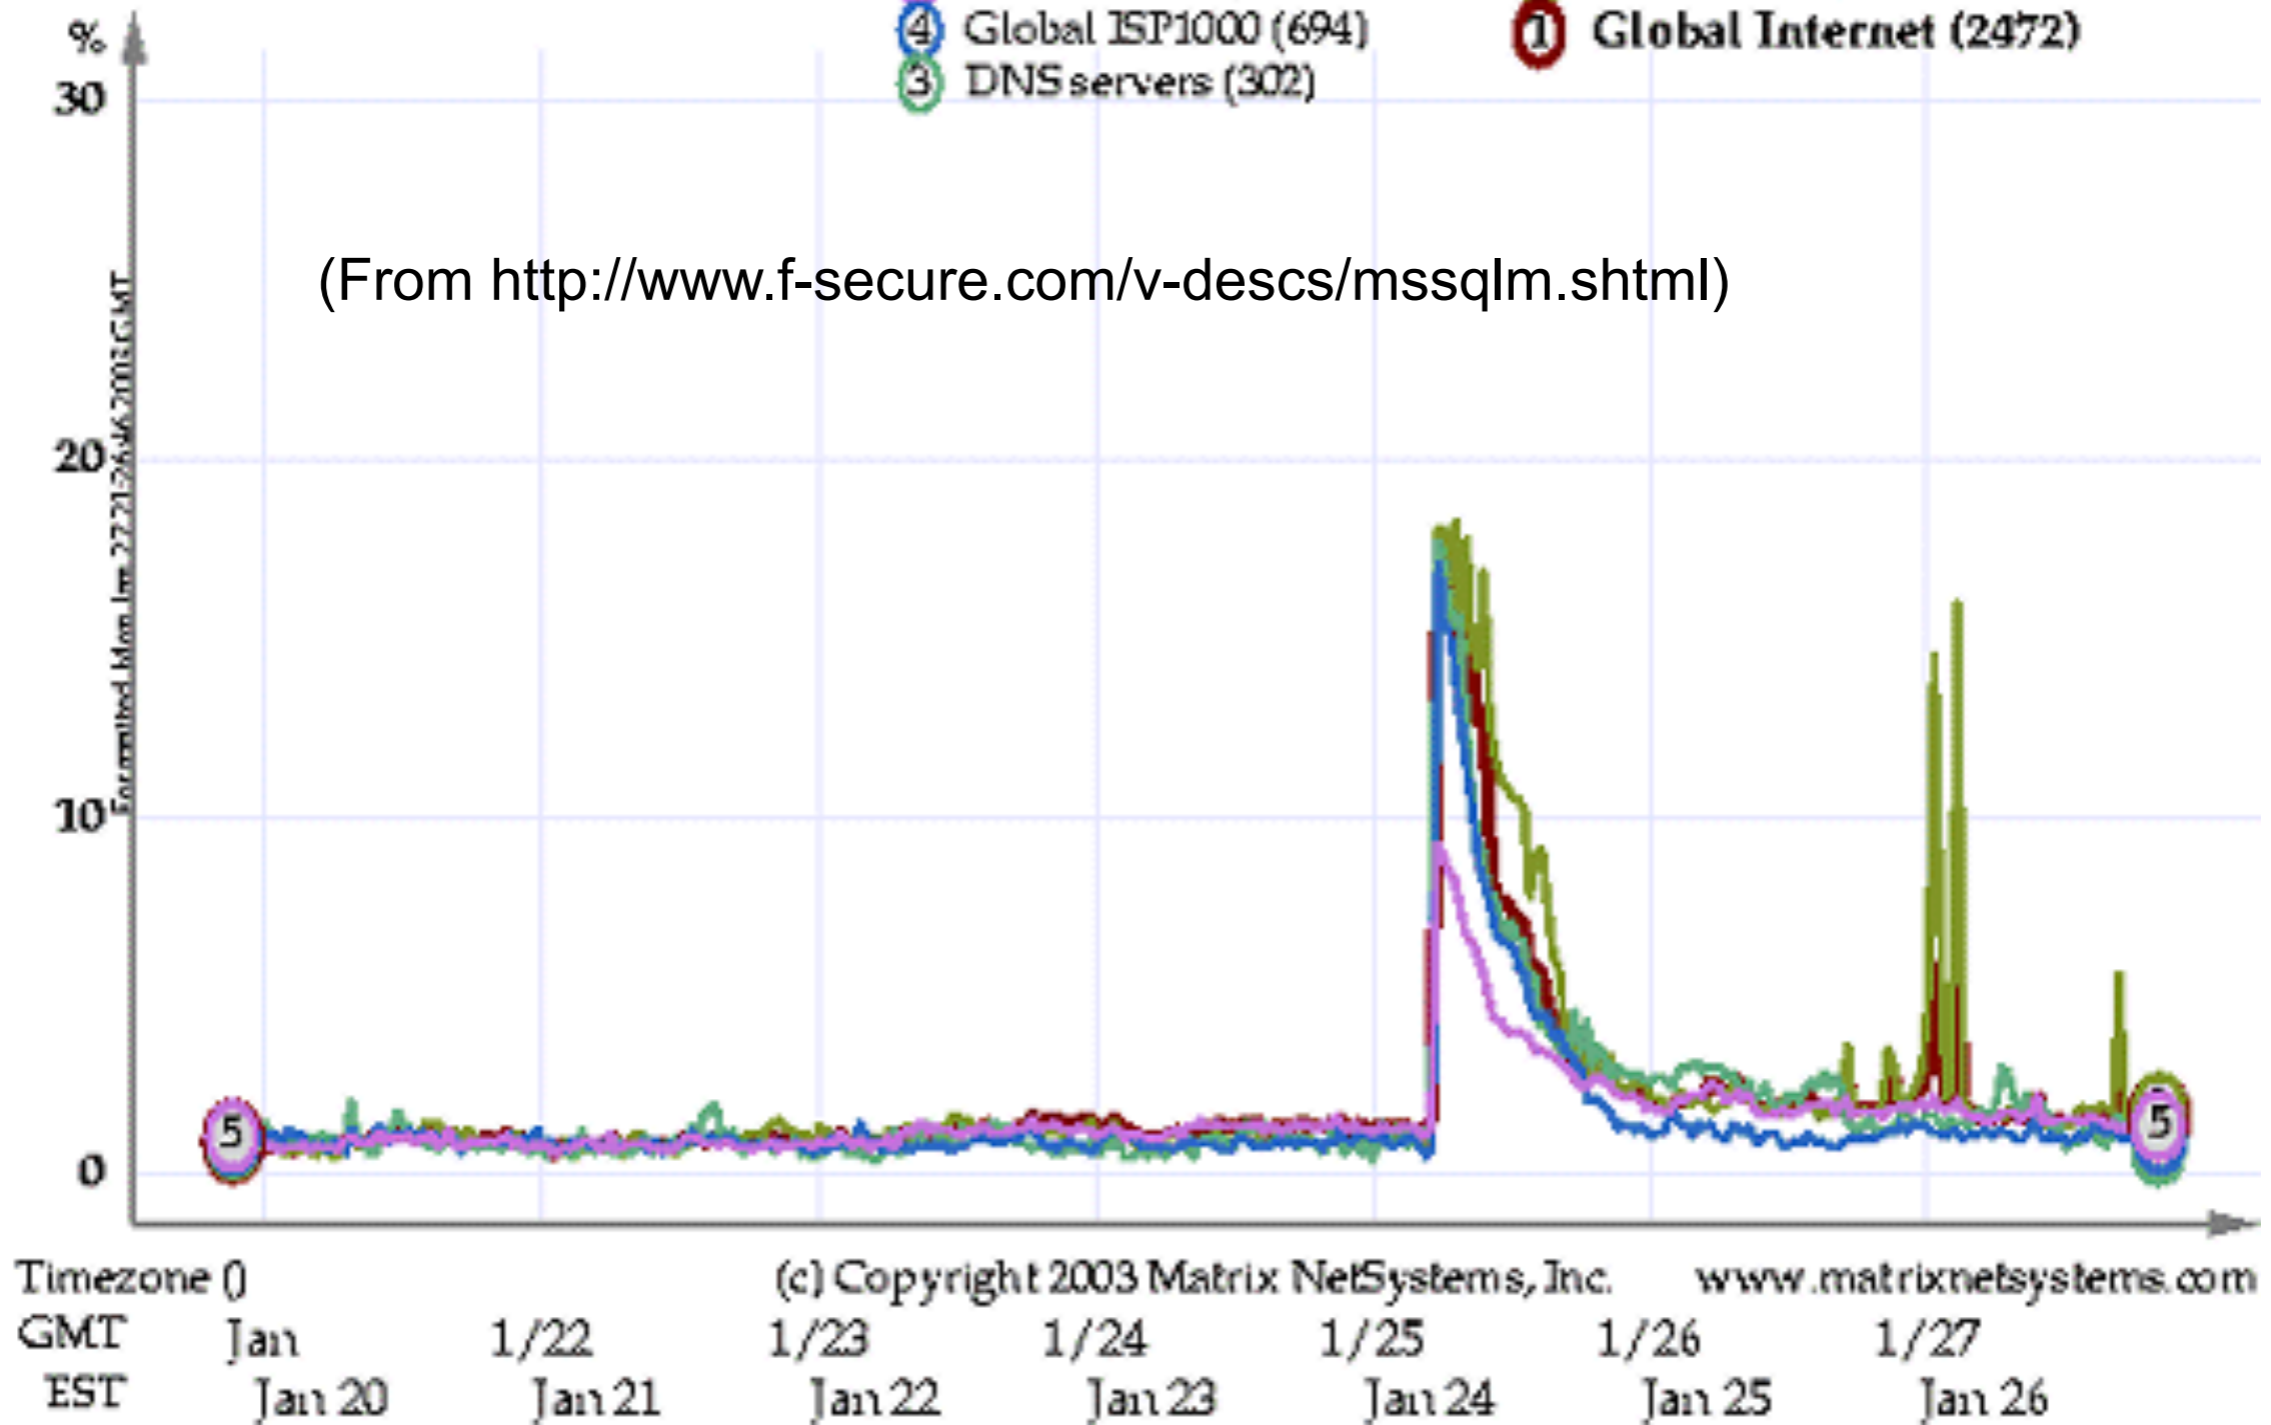 %
4 Global ISP1000 (694)
1 Global Internet (2472)
3 DNS servers (302)
30
(From http://www.f-secure.com/v-descs/mssqlm.shtml)
20
10
5
5
0
Timezone () (c) Copyright 2003 Matrix NetSystems, Inc. www.matrixnetsystems.com
GMT Jan 1/22 1/23 1/24 1/25 1/26 1/27
EST Jan 20 Jan 21 Jan 22 Jan 23 Jan 24 Jan 25 Jan 26